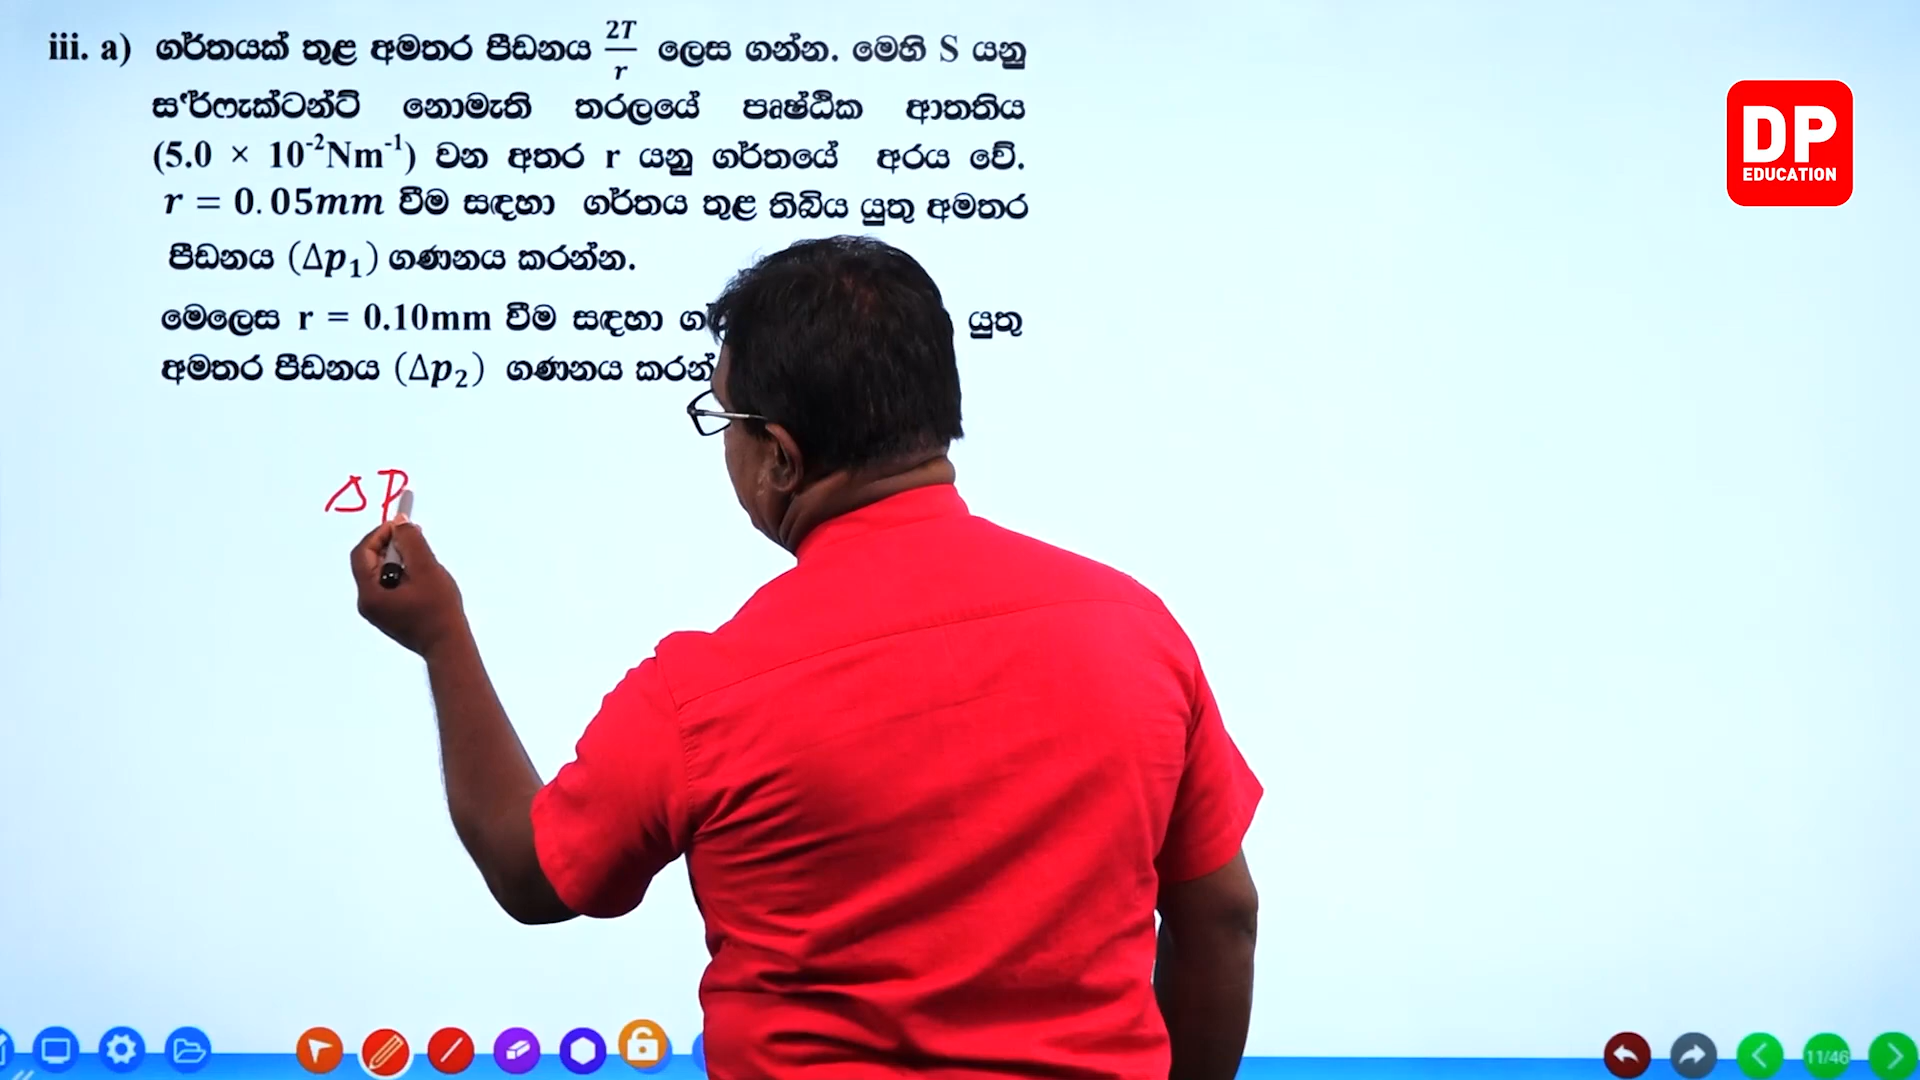 iii. a) ගර්තයක් තුළ අමතර පීඩනය 2T/r ලෙස ගන්න. මෙහි S යනු
සර්ෆැක්ටන්ට් නොමැති තරලයේ පෘෂ්ඨික ආතතිය
(5.0 × 10⁻²Nm⁻¹) වන අතර r යනු ගර්තයේ අරය වේ.
r = 0.05mm වීම සඳහා ගර්තය තුළ තිබිය යුතු අමතර
පීඩනය (Δp₁) ගණනය කරන්න.
මෙලෙස r = 0.10mm වීම සඳහා යුතු
අමතර පීඩනය (Δp₂) ගණනය
ΔP
DP
EDUCATION
11/46